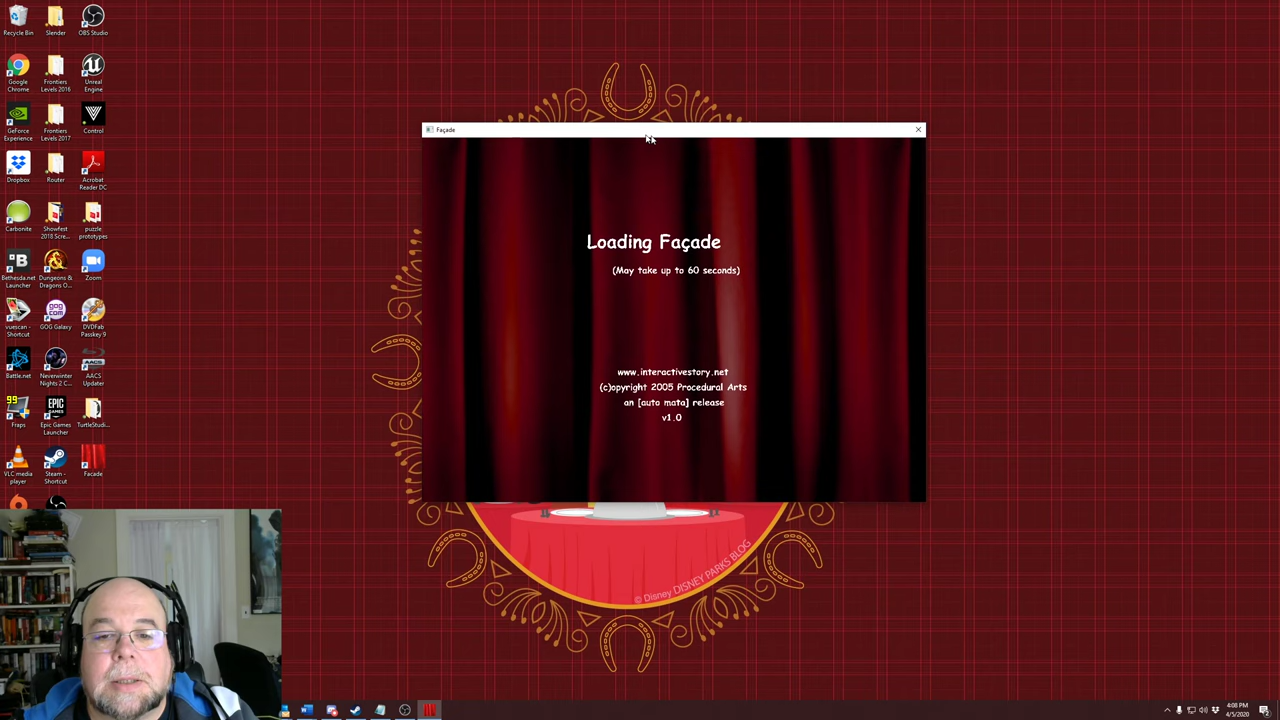 Recycle Bin
Slender
OBS Studio
Google
Chrome
Frontiers
Levels 2016
Unreal
Engine
GeForce
Experience
Frontiers
Levels 2017
Control
Dropbox
Router
Acrobat
Reader DC
Carbonite
Showfest
2018 Scre...
puzzle
prototypes
Bethesda.net
Launcher
Dungeons &
Dragons O...
Zoom
vuescan -
Shortcut
GOG Galaxy
DVDFab
Passkey 9
Battle.net
Neverwinter
Nights 2 C...
AACS
Updater
99
Fraps
EPIC
GAMES
Epic Games
Launcher
TurtleStudi...
VLC media
player
Steam -
Shortcut
Facade
Façade
Loading Façade
(May take up to 60 seconds)
www.interactivestory.net
(c)opyright 2005 Procedural Arts
an [auto mata] release
v1.0
© Disney DISNEY PARKS BLOG
4:08 PM
4/5/2020